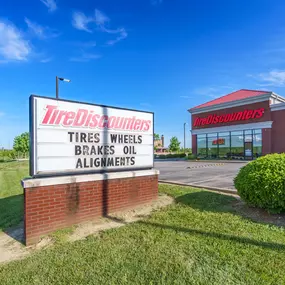 TireDiscounters
TIRES WHEELS
BRAKES OIL
ALIGNMENTS
TireDiscounters